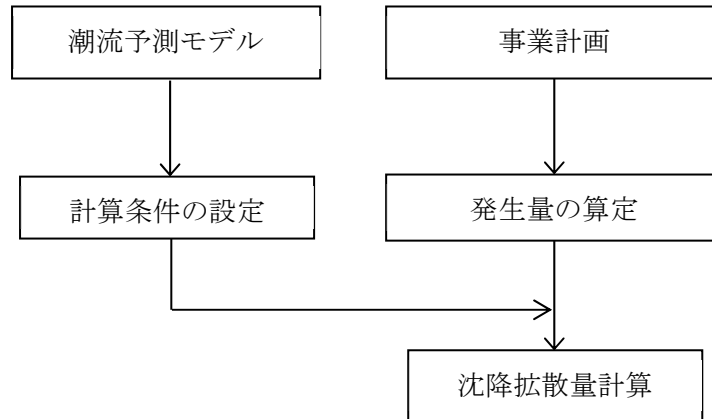 潮流予測モデル
事業計画
計算条件の設定
発生量の算定
沈降拡散量計算